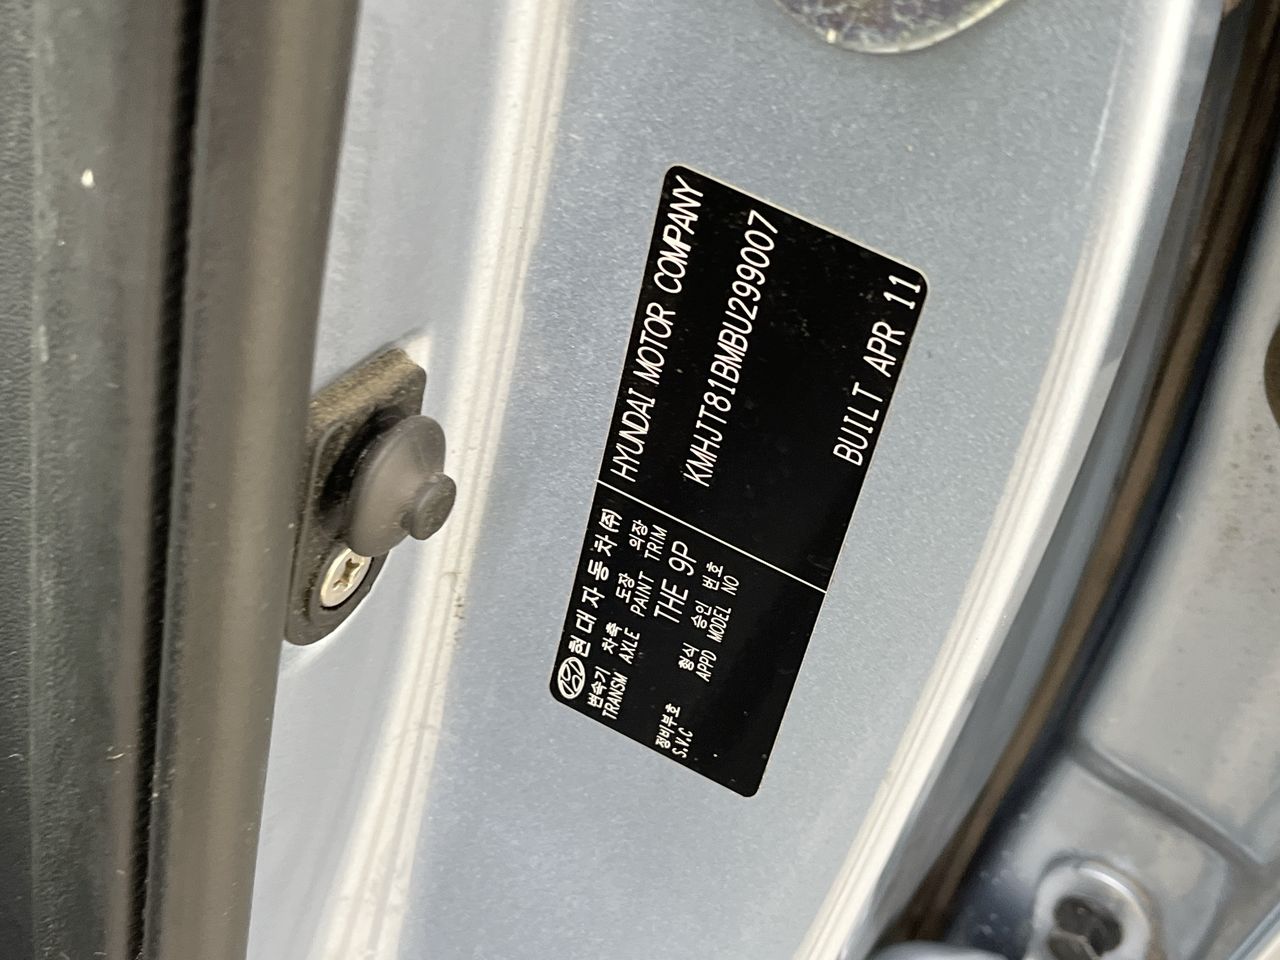 현대자동차(주)
변속기 차축 도장 의장
TRANSM AXLE PAINT TRIM
THE 9P
정비부호 형식 승인 번호
S.V.C APPD MODEL NO
HYUNDAI MOTOR COMPANY
KMHJT81BMBU299007
BUILT APR 11